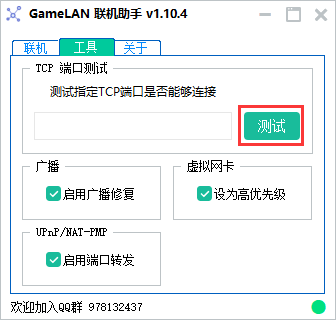 GameLAN 联机助手 v1.10.4
联机 工具 关于
TCP 端口测试
测试指定TCP端口是否能够连接
测试
广播 虚拟网卡
启用广播修复 设为高优先级
UPnP/NAT-PMP
启用端口转发
欢迎加入QQ群 978132437